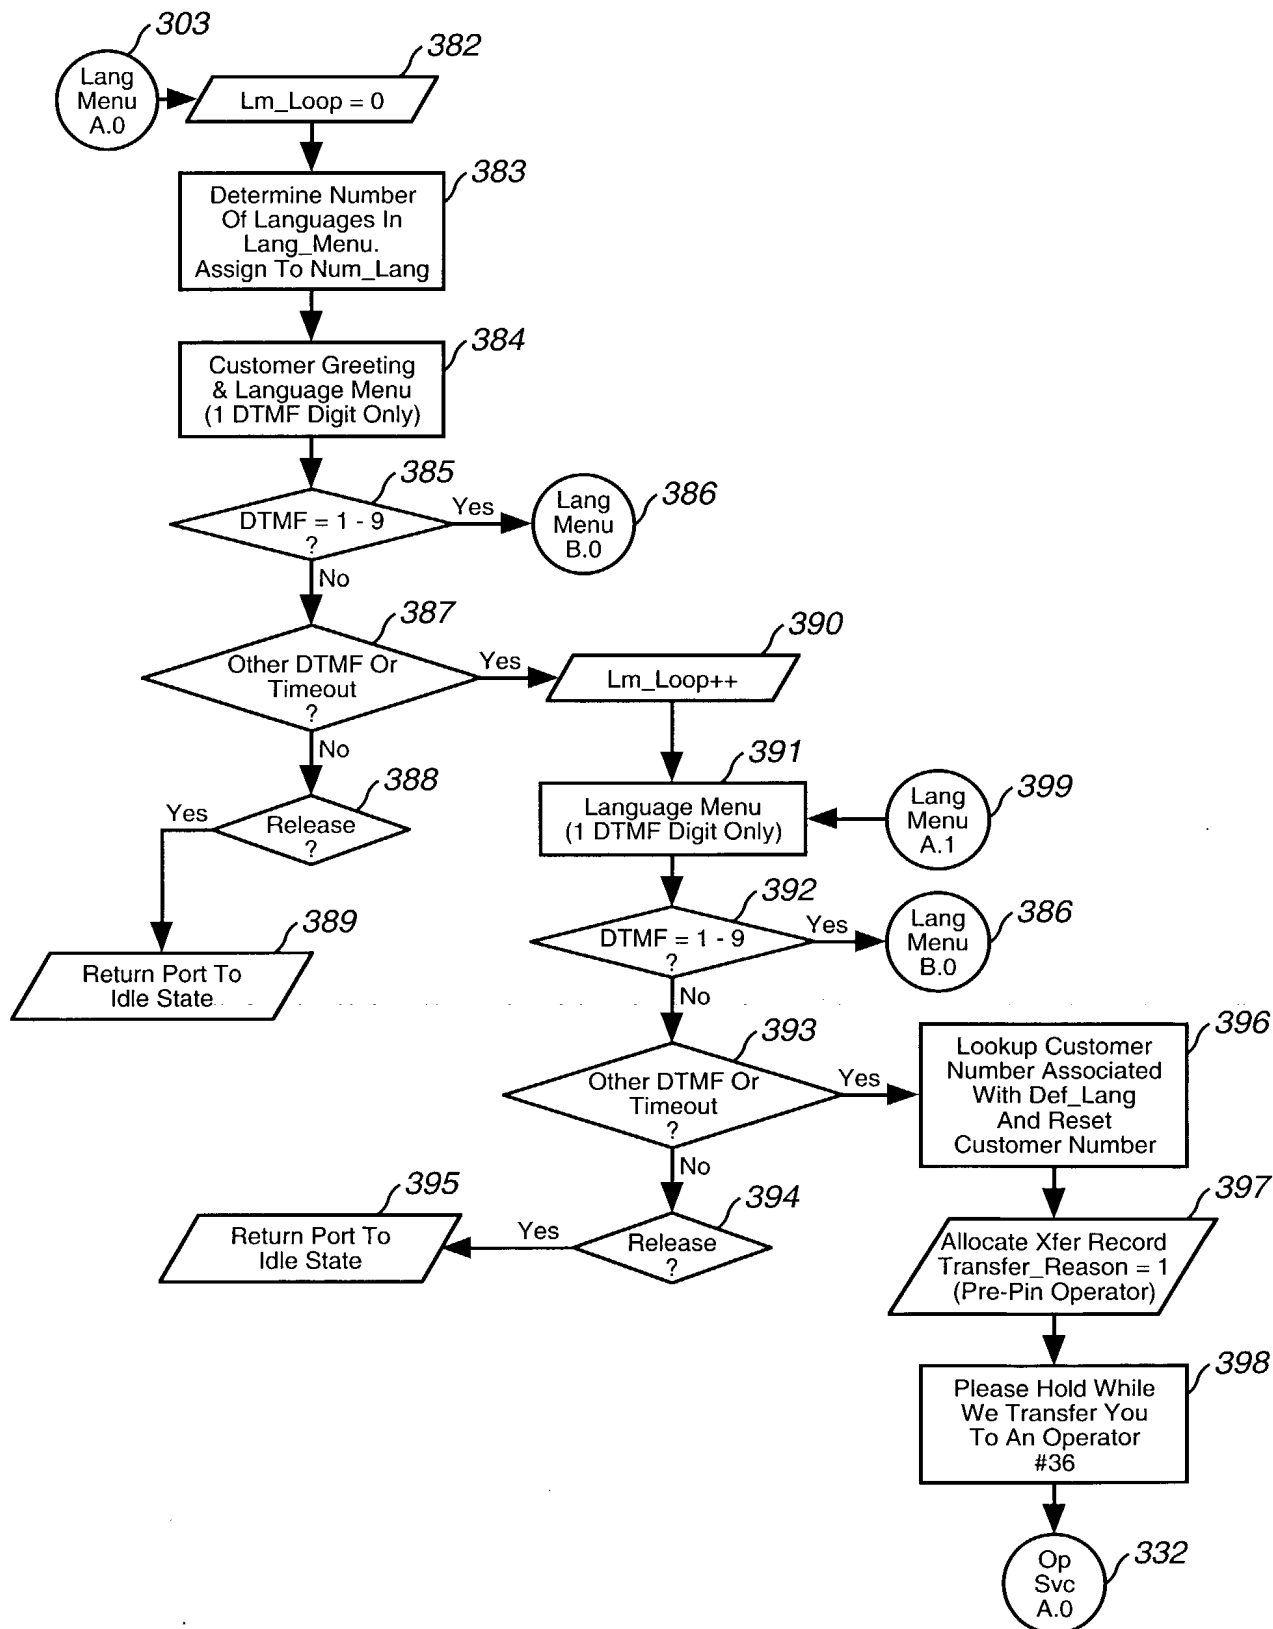 303
Lang
Menu
A.0
382
Lm_Loop = 0
383
Determine Number
Of Languages In
Lang_Menu.
Assign To Num_Lang
384
Customer Greeting
& Language Menu
(1 DTMF Digit Only)
385
DTMF = 1 - 9
?
Yes
Lang
Menu
B.0
386
No
387
Other DTMF Or
Timeout
?
Yes
390
Lm_Loop++
No
388
Release
?
Yes
389
Return Port To
Idle State
391
Language Menu
(1 DTMF Digit Only)
Lang
Menu
A.1
399
392
DTMF = 1 - 9
?
Yes
Lang
Menu
B.0
386
No
393
Other DTMF Or
Timeout
?
Yes
396
Lookup Customer
Number Associated
With Def_Lang
And Reset
Customer Number
No
394
Release
?
Yes
395
Return Port To
Idle State
397
Allocate Xfer Record
Transfer_Reason = 1
(Pre-Pin Operator)
398
Please Hold While
We Transfer You
To An Operator
#36
Op
Svc
A.0
332